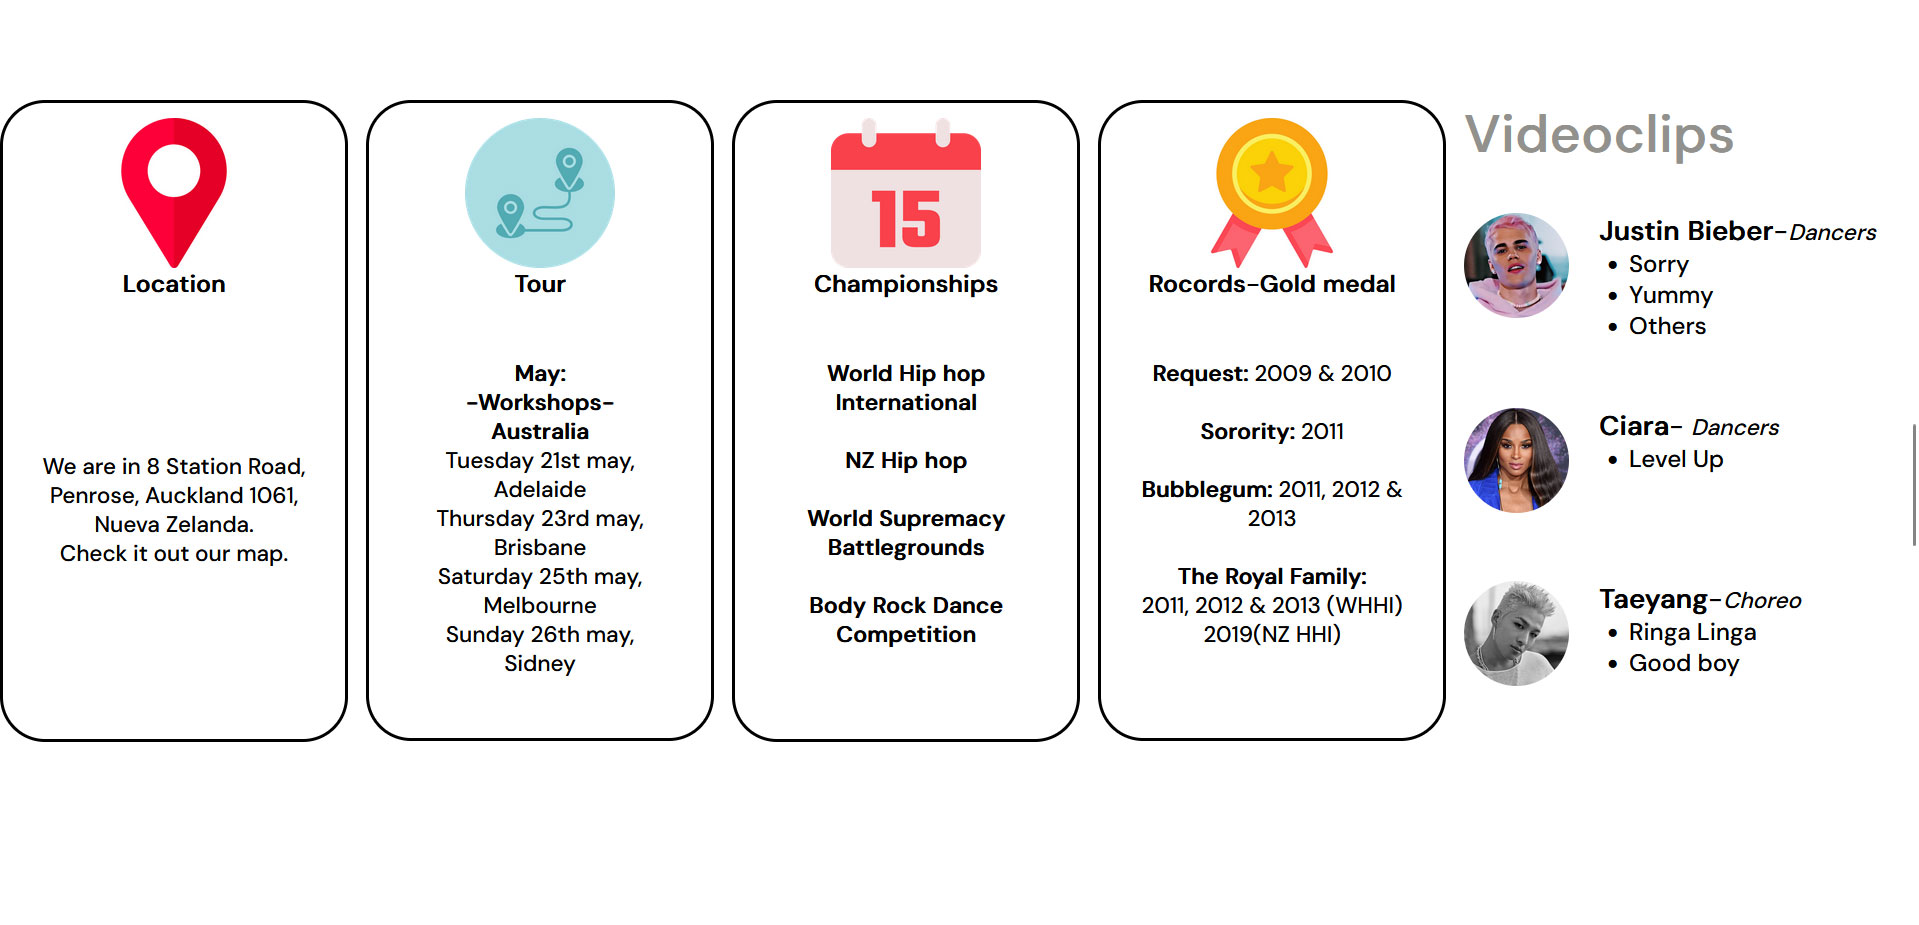 Location
We are in 8 Station Road,
Penrose, Auckland 1061,
Nueva Zelanda.
Check it out our map.
Tour
May:
-Workshops-
Australia
Tuesday 21st may,
Adelaide
Thursday 23rd may,
Brisbane
Saturday 25th may,
Melbourne
Sunday 26th may,
Sidney
15
Championships
World Hip hop
International
NZ Hip hop
World Supremacy
Battlegrounds
Body Rock Dance
Competition
Rocords-Gold medal
Request: 2009 & 2010
Sorority: 2011
Bubblegum: 2011, 2012 &
2013
The Royal Family:
2011, 2012 & 2013 (WHHI)
2019(NZ HHI)
Videoclips
Justin Bieber-Dancers
• Sorry
• Yummy
• Others
Ciara- Dancers
• Level Up
Taeyang-Choreo
• Ringa Linga
• Good boy